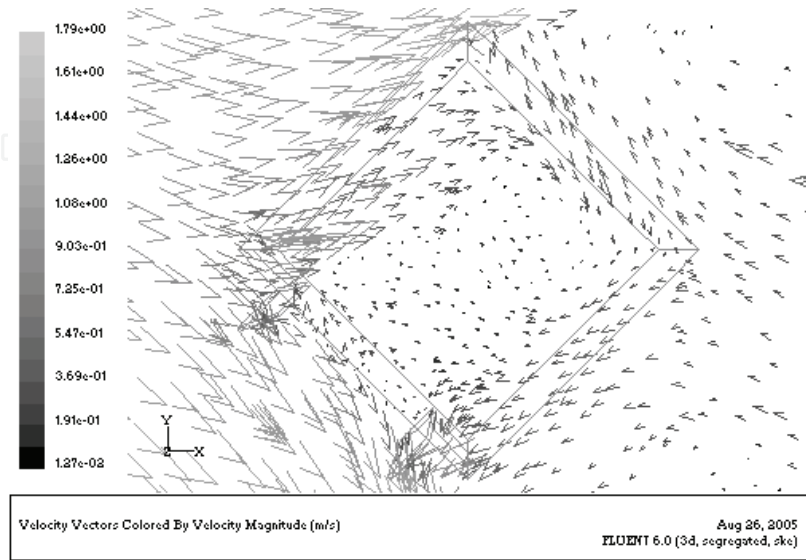 1.79e+00
1.61e+00
1.44e+00
1.26e+00
1.08e+00
9.03e-01
7.25e-01
5.47e-01
3.69e-01
1.91e-01
1.27e-02
Y
Z X
Velocity Vectors Colored By Velocity Magnitude (m/s)
Aug 26, 2005
FLUENT 6.0 (3d, segregated, ske)